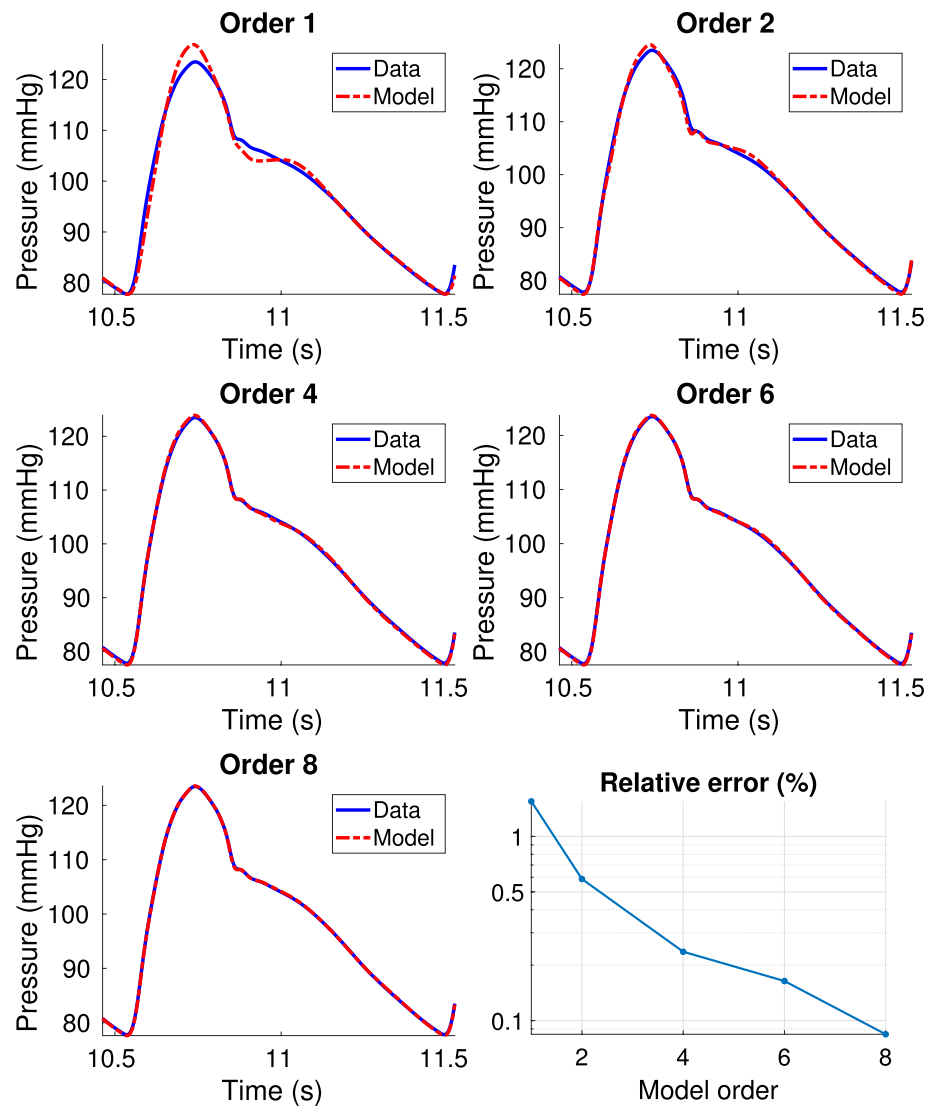 Order 1
Pressure (mmHg)
120
110
100
90
80
Data
Model
10.5
11
11.5
Time (s)
Order 2
Pressure (mmHg)
120
110
100
90
80
Data
Model
10.5
11
11.5
Time (s)
Order 4
Pressure (mmHg)
120
110
100
90
80
Data
Model
10.5
11
11.5
Time (s)
Order 6
Pressure (mmHg)
120
110
100
90
80
Data
Model
10.5
11
11.5
Time (s)
Order 8
Pressure (mmHg)
120
110
100
90
80
Data
Model
10.5
11
11.5
Time (s)
Relative error (%)
1
0.5
0.1
2
4
6
8
Model order